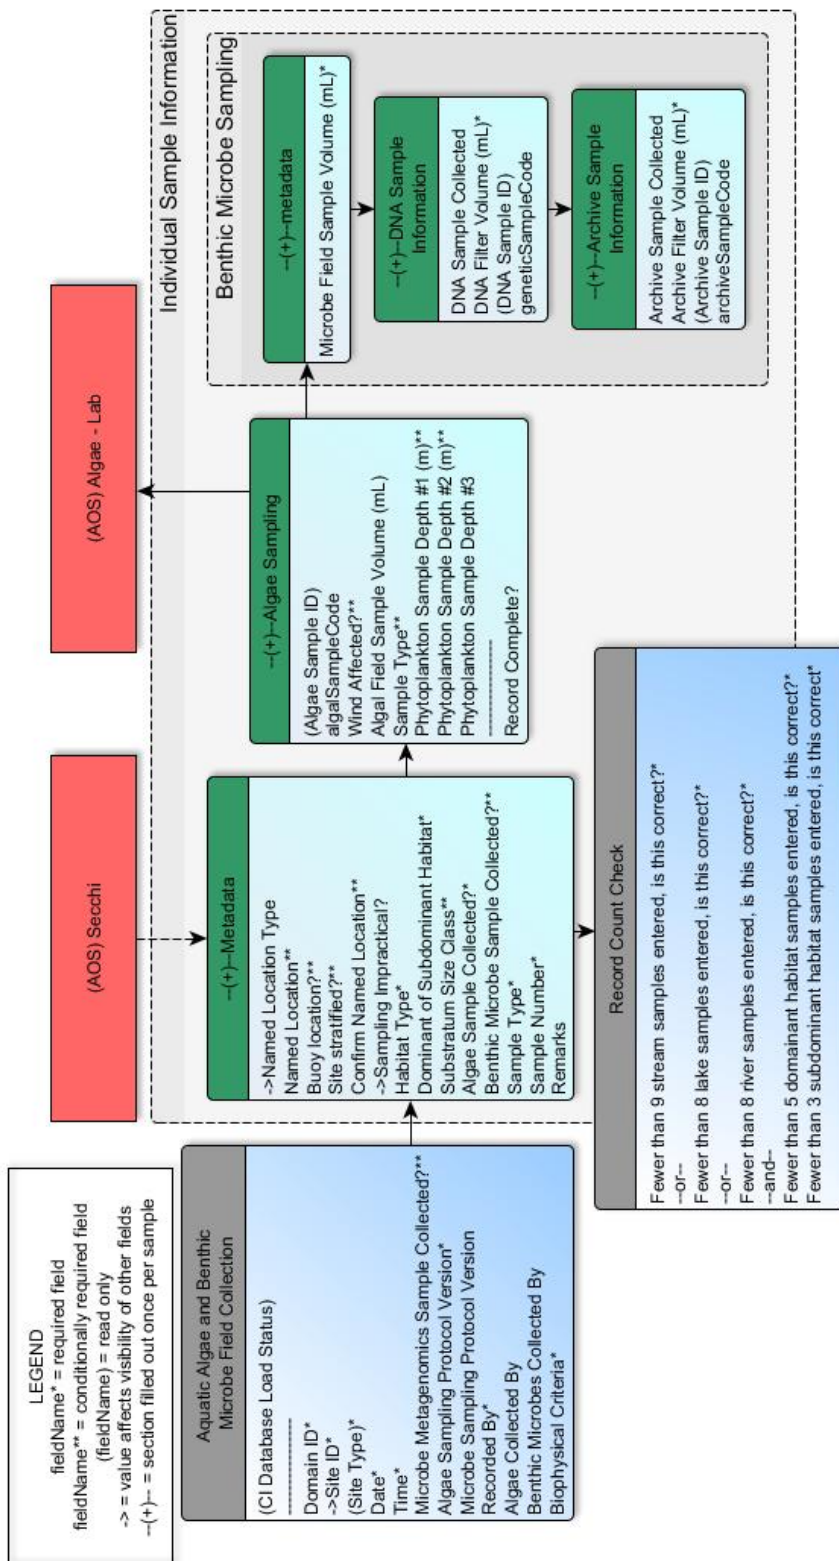 LEGEND
fieldName* = required field
fieldName** = conditionally required field
(fieldName) = read only
-> = value affects visibility of other fields
--(+)-- = section filled out once per sample
Aquatic Algae and Benthic
Microbe Field Collection
(CI Database Load Status)
------------------
Domain ID*
->Site ID*
(Site Type)*
Date*
Time*
Microbe Metagenomics Sample Collected?**
Algae Sampling Protocol Version*
Microbe Sampling Protocol Version
Recorded By*
Algae Collected By
Benthic Microbes Collected By
Biophysical Criteria*
(AOS) Secchi
(AOS) Algae - Lab
Individual Sample Information
--(+)--Metadata
->Named Location Type
Named Location**
Buoy location?**
Site stratified?**
Confirm Named Location**
->Sampling Impractical?
Habitat Type*
Dominant of Subdominant Habitat*
Substratum Size Class**
Algae Sample Collected?*
Benthic Microbe Sample Collected?**
Sample Type*
Sample Number*
Remarks
--(+)--Algae Sampling
(Algae Sample ID)
algalSampleCode
Wind Affected?**
Algal Field Sample Volume (mL)
Sample Type**
Phytoplankton Sample Depth #1 (m)**
Phytoplankton Sample Depth #2 (m)**
Phytoplankton Sample Depth #3
------------------
Record Complete?
Benthic Microbe Sampling
--(+)--metadata
Microbe Field Sample Volume (mL)*
--(+)--DNA Sample
Information
DNA Sample Collected
DNA Filter Volume (mL)*
(DNA Sample ID)
geneticSampleCode
--(+)--Archive Sample
Information
Archive Sample Collected
Archive Filter Volume (mL)*
(Archive Sample ID)
archiveSampleCode
Record Count Check
Fewer than 9 stream samples entered, is this correct?*
--or--
Fewer than 8 lake samples entered, is this correct?*
--or--
Fewer than 8 river samples entered, is this correct?*
--and--
Fewer than 5 domainant habitat samples entered, is this correct?*
Fewer than 3 subdominant habitat samples entered, is this correct*